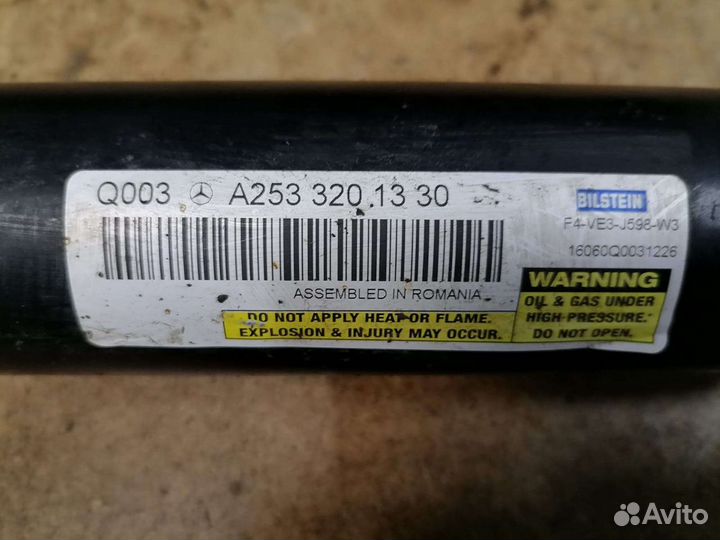 Q003 A253 320 13 30
BILSTEIN
F4-VE3-J598-W3
16060Q0031226
ASSEMBLED IN ROMANIA
DO NOT APPLY HEAT OR FLAME.
EXPLOSION & INJURY MAY OCCUR.
WARNING
OIL & GAS UNDER
HIGH PRESSURE.
DO NOT OPEN.
Avito